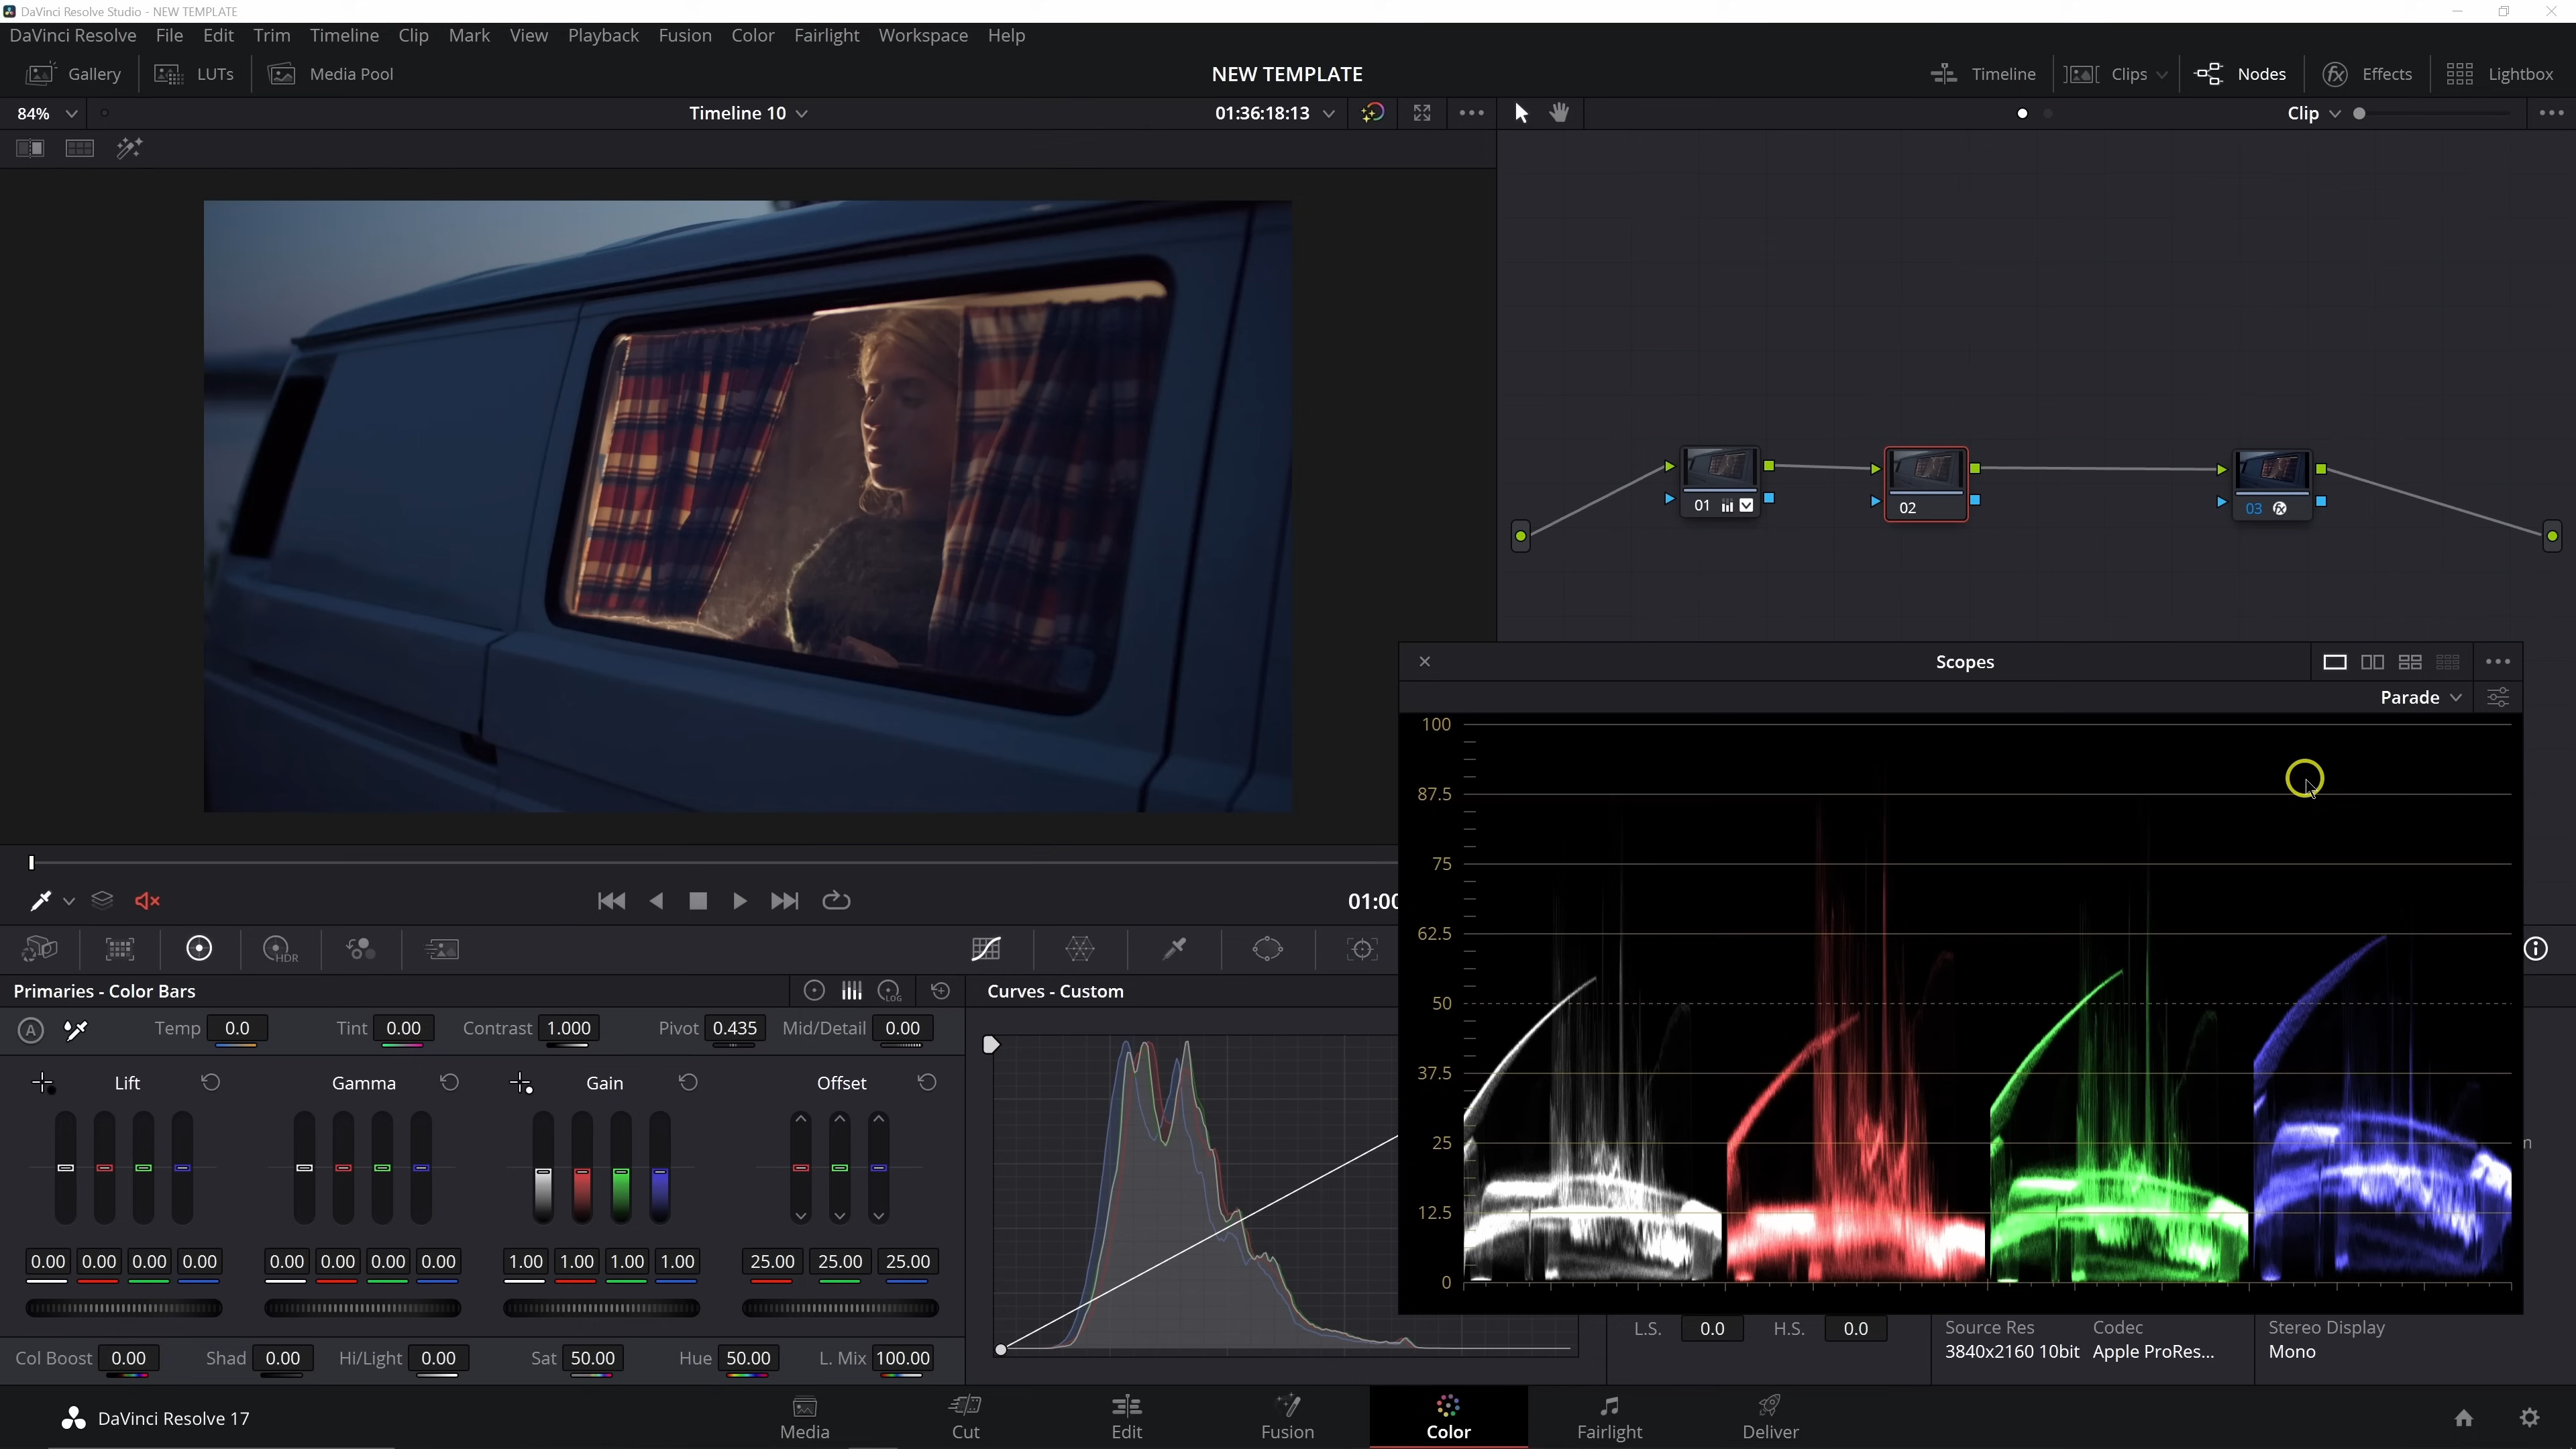 DaVinci Resolve Studio - NEW TEMPLATE
DaVinci Resolve File Edit Trim Timeline Clip Mark View Playback Fusion Color Fairlight Workspace Help
Gallery LUTs Media Pool NEW TEMPLATE Timeline Clips Nodes Effects Lightbox
84% Timeline 10 01:36:18:13 Clip
01 02 03
Scopes
Parade
100
87.5
75
62.5
50
37.5
25
12.5
0
01:00
HDR
Primaries - Color Bars LOG Curves - Custom
A Temp 0.0 Tint 0.00 Contrast 1.000 Pivot 0.435 Mid/Detail 0.00
Lift Gamma Gain Offset
0.00 0.00 0.00 0.00 0.00 0.00 0.00 0.00 1.00 1.00 1.00 1.00 25.00 25.00 25.00
Col Boost 0.00 Shad 0.00 Hi/Light 0.00 Sat 50.00 Hue 50.00 L. Mix 100.00
L.S. 0.0 H.S. 0.0
Source Res Codec Stereo Display
3840x2160 10bit Apple ProRes... Mono
DaVinci Resolve 17 Media Cut Edit Fusion Color Fairlight Deliver